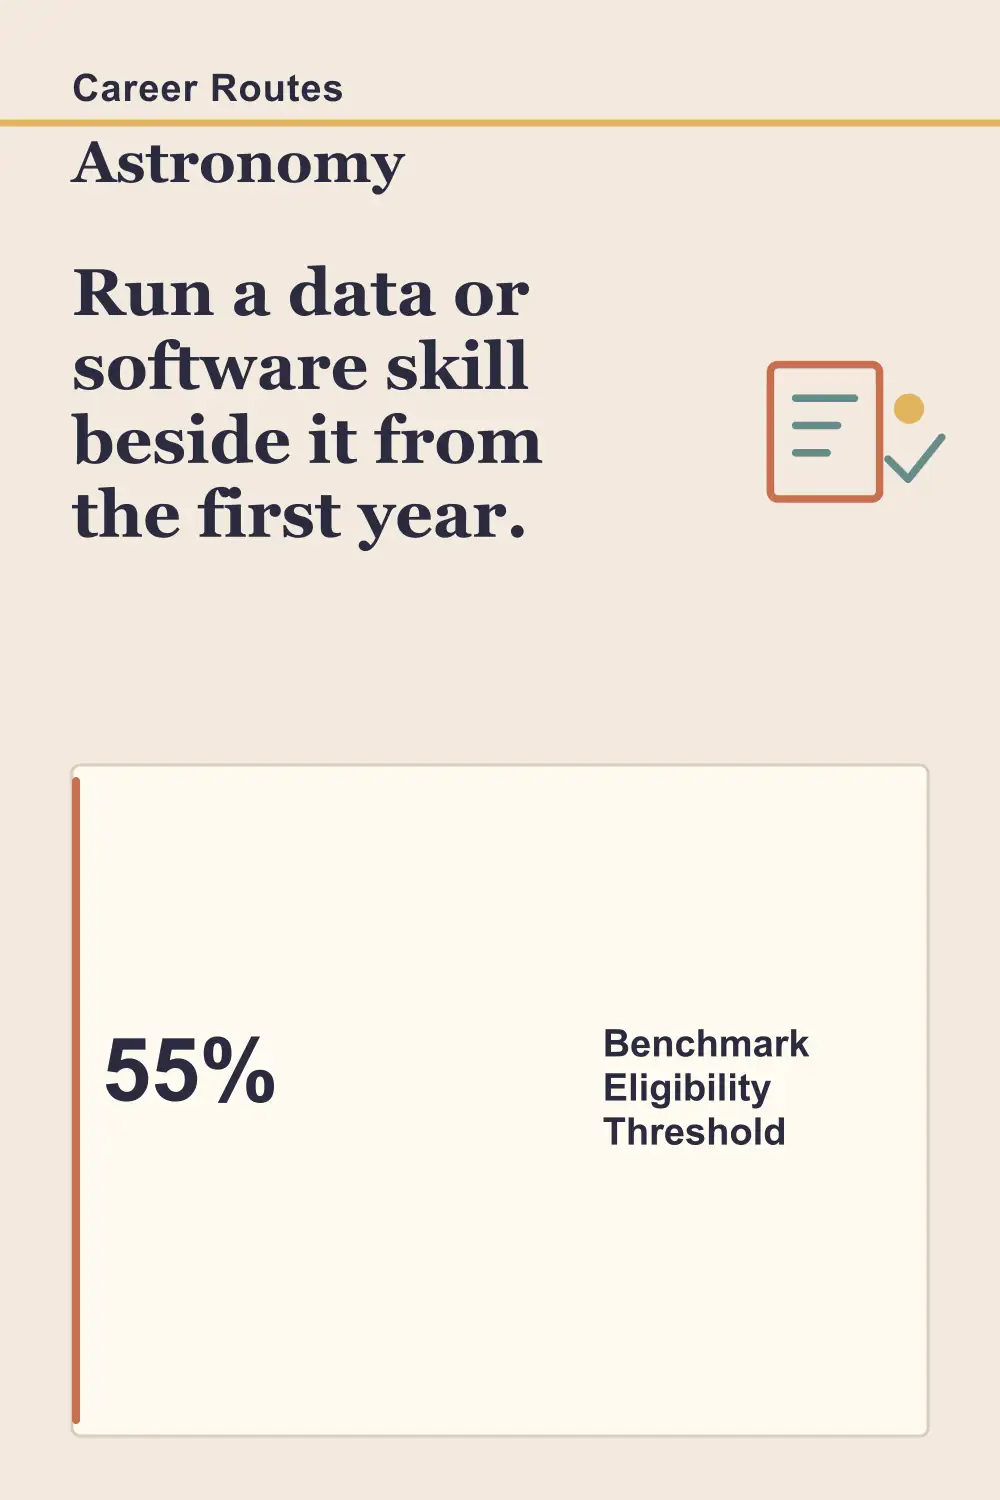 Career Routes
Astronomy
Run a data or
software skill
beside it from
the first year.
55%
Benchmark
Eligibility
Threshold